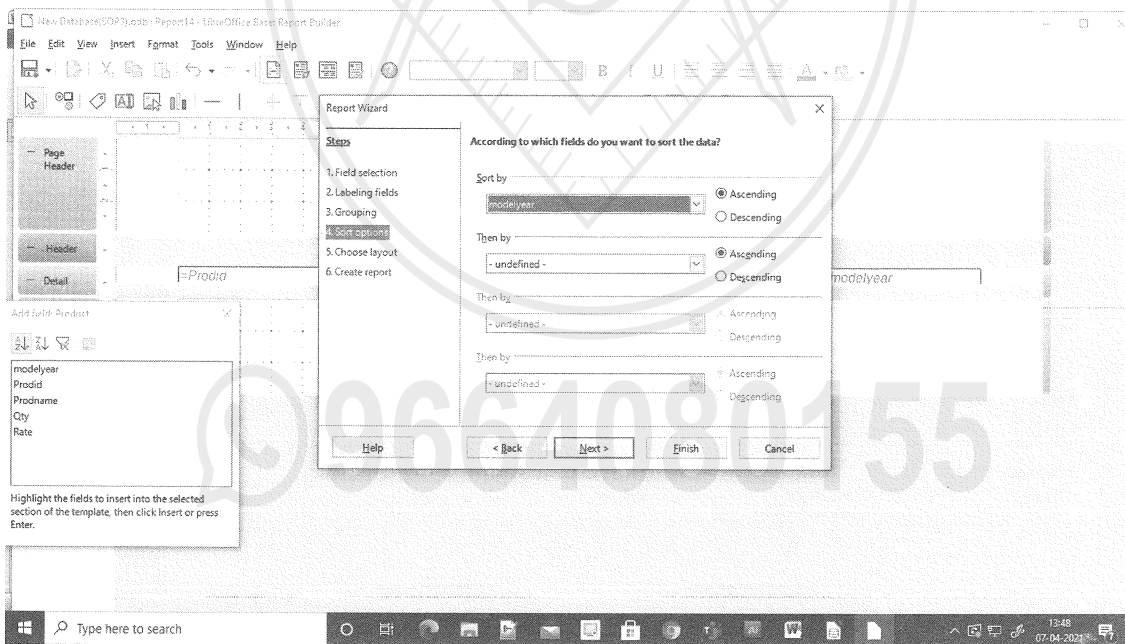 New Database(SOP3).odb : Report14 - LibreOffice Base: Report Builder
File Edit View Insert Format Tools Window Help
B I U A
Report Wizard
Steps
1. Field selection
2. Labeling fields
3. Grouping
4. Sort options
5. Choose layout
6. Create report
According to which fields do you want to sort the data?
Sort by
modelyear
Ascending
Descending
Then by
- undefined -
Ascending
Descending
Then by
- undefined -
Ascending
Descending
Then by
- undefined -
Ascending
Descending
Help < Back Next > Finish Cancel
Page
Header
Header
Detail
=Prodid
modelyear
Add field: Product
modelyear
Prodid
Prodname
Qty
Rate
Highlight the fields to insert into the selected
section of the template, then click Insert or press
Enter.
9664080155
Type here to search
13:48
07-04-2021